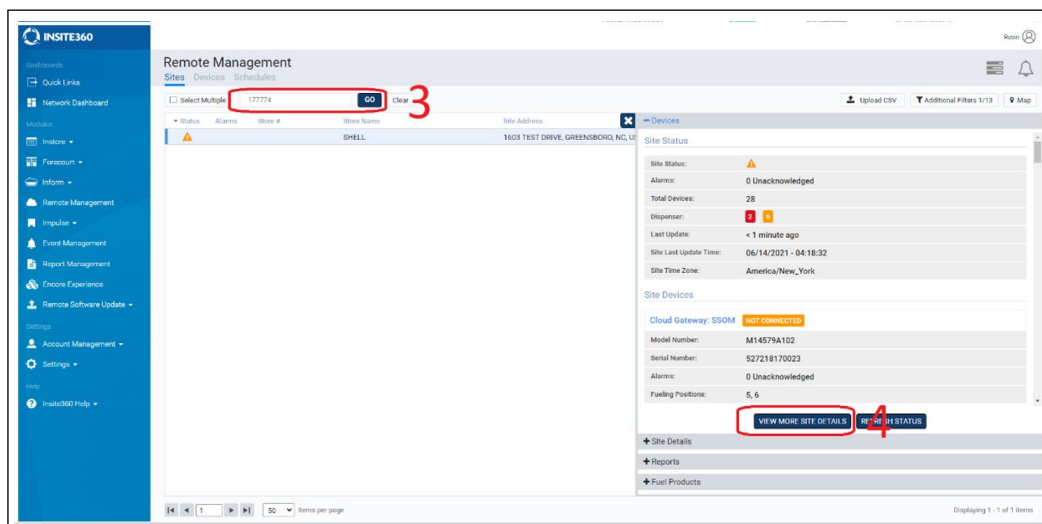 INSITE360
Robin
Dashboards
Quick Links
Network Dashboard
Modules
Instore
Forecourt
Inform
Remote Management
Impulse
Event Management
Report Management
Encore Experience
Remote Software Update
Settings
Account Management
Settings
Help
Insite360 Help
Remote Management
Sites Devices Schedules
Select Multiple 177774 GO Clear 3
Upload CSV Additional Filters 1/13 Map
Status Alarms Store # Store Name Site Address
SHELL 1603 TEST DRIVE, GREENSBORO, NC, U
Devices
Site Status
Site Status:
Alarms: 0 Unacknowledged
Total Devices: 28
Dispenser: 2 6
Last Update: < 1 minute ago
Site Last Update Time: 06/14/2021 - 04:18:32
Site Time Zone: America/New_York
Site Devices
Cloud Gateway: SSOM NOT CONNECTED
Model Number: M14579A102
Serial Number: 527218170023
Alarms: 0 Unacknowledged
Fueling Positions: 5, 6
VIEW MORE SITE DETAILS 4 REFRESH STATUS
+ Site Details
+ Reports
+ Fuel Products
1 50 Items per page Displaying 1 - 1 of 1 items